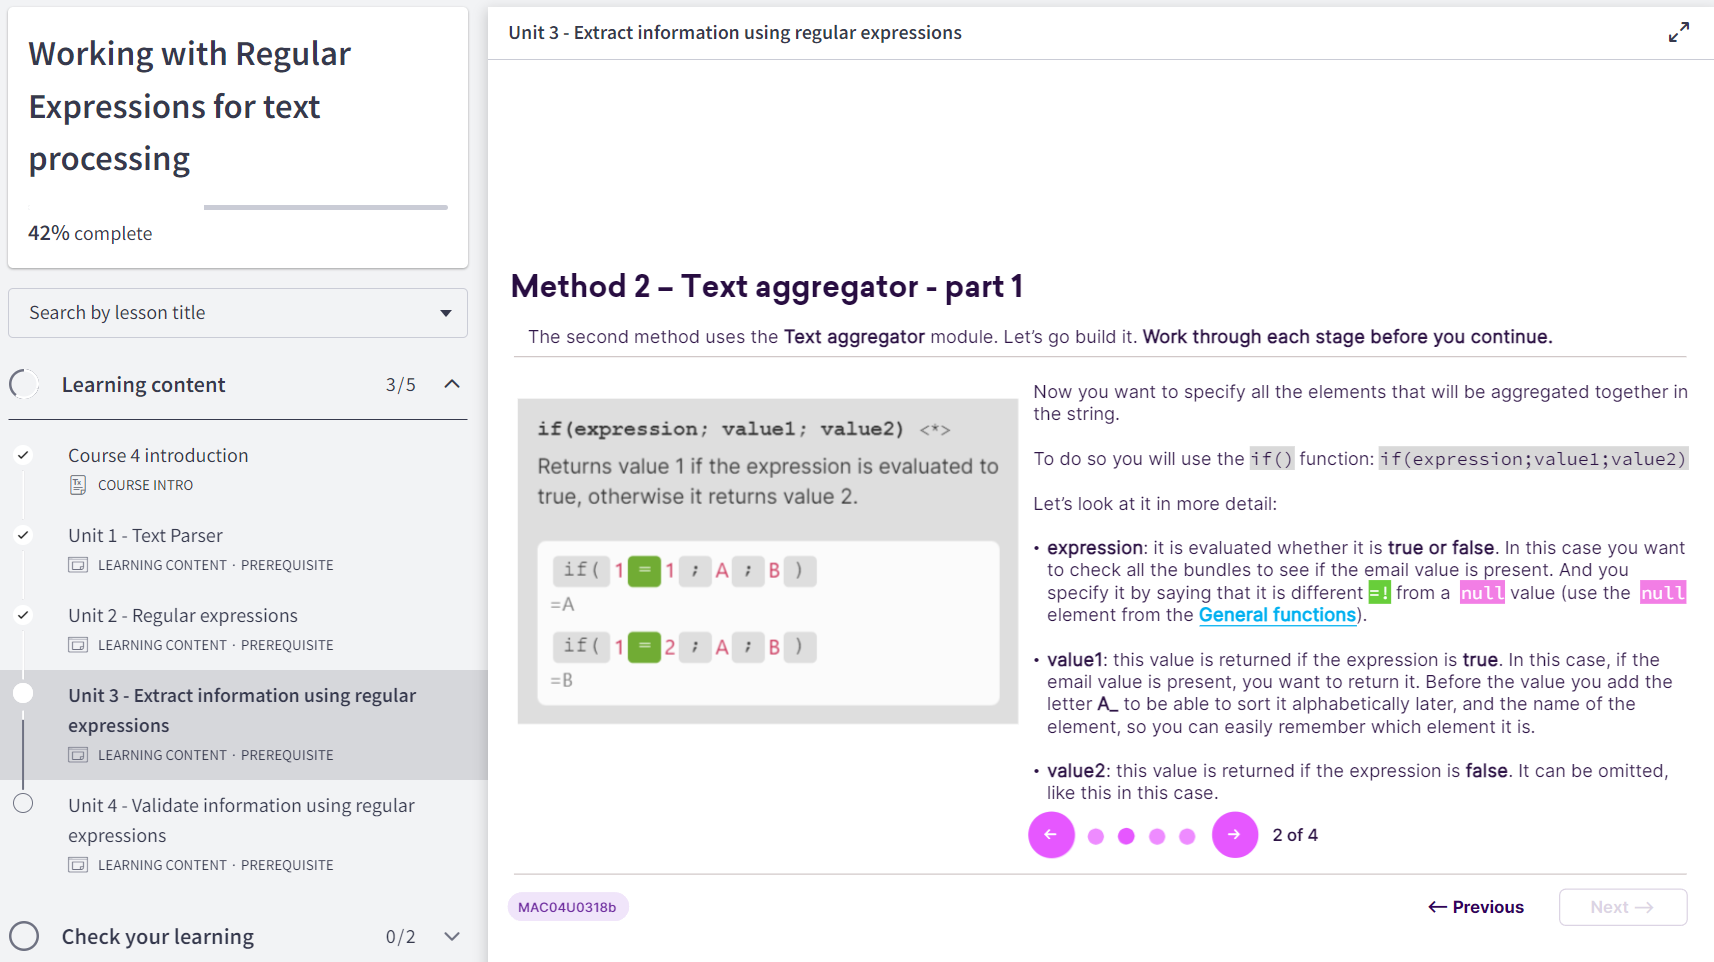 Working with Regular
Expressions for text
processing
42% complete
Search by lesson title
Learning content 3/5
Course 4 introduction
COURSE INTRO
Unit 1 - Text Parser
LEARNING CONTENT · PREREQUISITE
Unit 2 - Regular expressions
LEARNING CONTENT · PREREQUISITE
Unit 3 - Extract information using regular
expressions
LEARNING CONTENT · PREREQUISITE
Unit 4 - Validate information using regular
expressions
LEARNING CONTENT · PREREQUISITE
Check your learning 0/2
Unit 3 - Extract information using regular expressions
Method 2 – Text aggregator - part 1
The second method uses the Text aggregator module. Let's go build it. Work through each stage before you continue.
if(expression; value1; value2) <*>
Returns value 1 if the expression is evaluated to
true, otherwise it returns value 2.
if( 1 = 1 ; A ; B )
=A
if( 1 = 2 ; A ; B )
=B
Now you want to specify all the elements that will be aggregated together in
the string.
To do so you will use the if() function: if(expression;value1;value2)
Let's look at it in more detail:
• expression: it is evaluated whether it is true or false. In this case you want
to check all the bundles to see if the email value is present. And you
specify it by saying that it is different =! from a null value (use the null
element from the General functions).
• value1: this value is returned if the expression is true. In this case, if the
email value is present, you want to return it. Before the value you add the
letter A_ to be able to sort it alphabetically later, and the name of the
element, so you can easily remember which element it is.
• value2: this value is returned if the expression is false. It can be omitted,
like this in this case.
← → 2 of 4
MAC04U0318b
← Previous
Next →